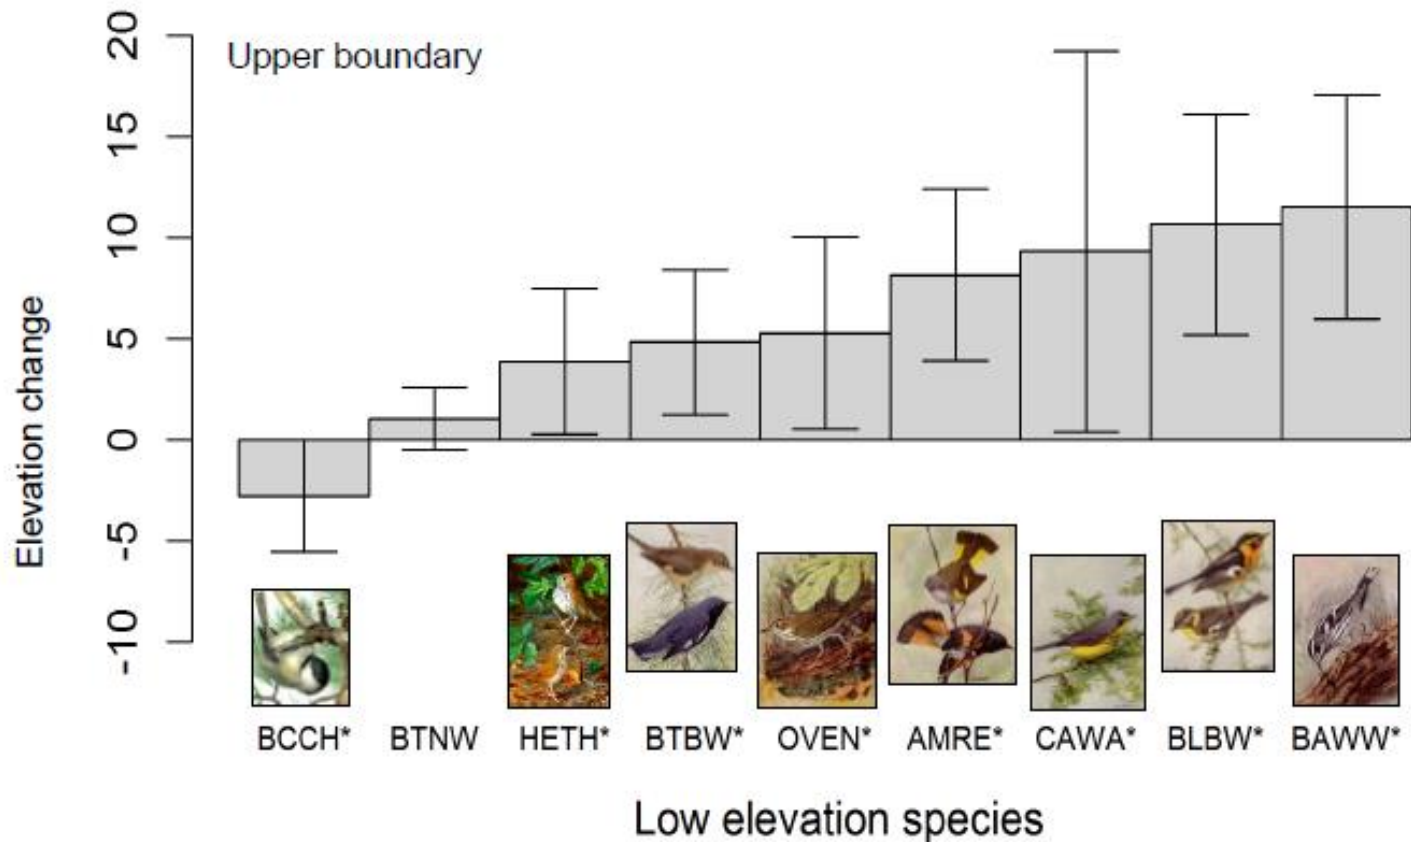 Upper boundary
Elevation change
20
15
10
5
0
-5
-10
BCCH* BTNW HETH* BTBW* OVEN* AMRE* CAWA* BLBW* BAWW*
Low elevation species